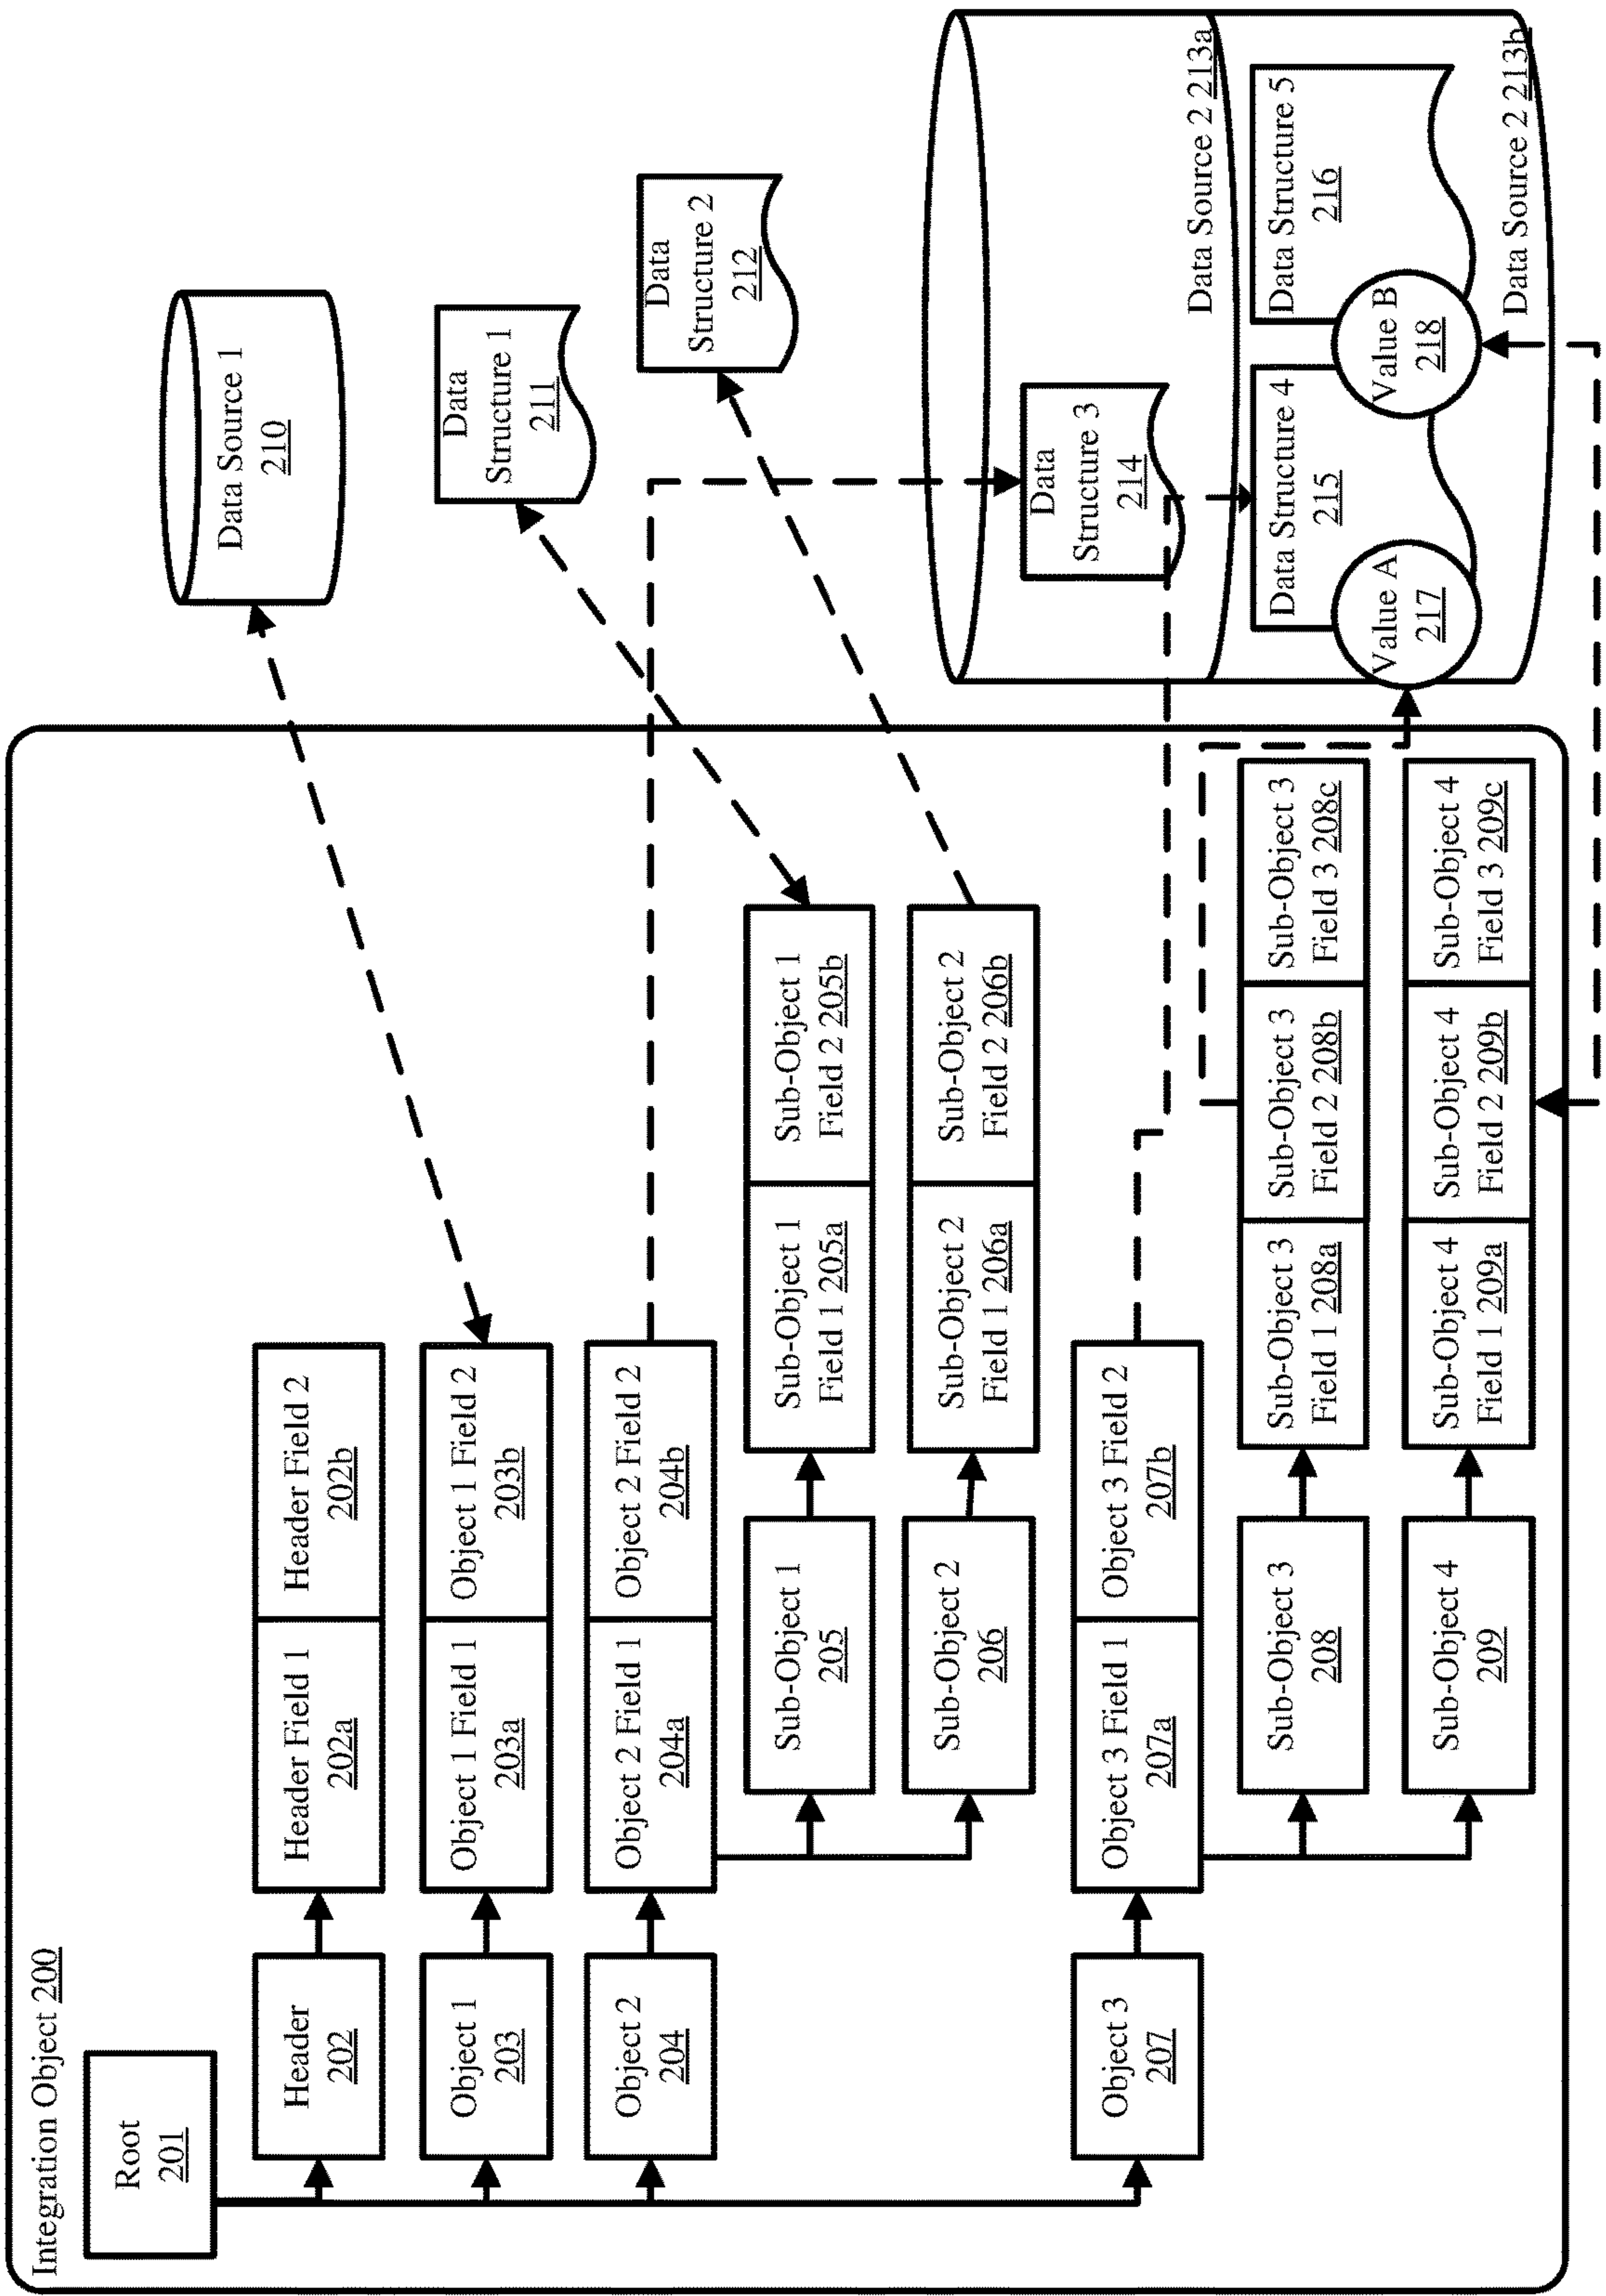 Integration Object 200
Root
201
Header
202
Header Field 1
202a
Header Field 2
202b
Data Source 1
210
Object 1
203
Object 1 Field 1
203a
Object 1 Field 2
203b
Data
Structure 1
211
Object 2
204
Object 2 Field 1
204a
Object 2 Field 2
204b
Data
Structure 2
212
Sub-Object 1
205
Sub-Object 1
Field 1 205a
Sub-Object 1
Field 2 205b
Sub-Object 2
206
Sub-Object 2
Field 1 206a
Sub-Object 2
Field 2 206b
Data
Structure 3
214
Data Source 2 213a
Object 3
207
Object 3 Field 1
207a
Object 3 Field 2
207b
Sub-Object 3
208
Sub-Object 3
Field 1 208a
Sub-Object 3
Field 2 208b
Sub-Object 3
Field 3 208c
Data Structure 4
215
Data Structure 5
216
Value A
217
Value B
218
Sub-Object 4
209
Sub-Object 4
Field 1 209a
Sub-Object 4
Field 2 209b
Sub-Object 4
Field 3 209c
Data Source 2 213b